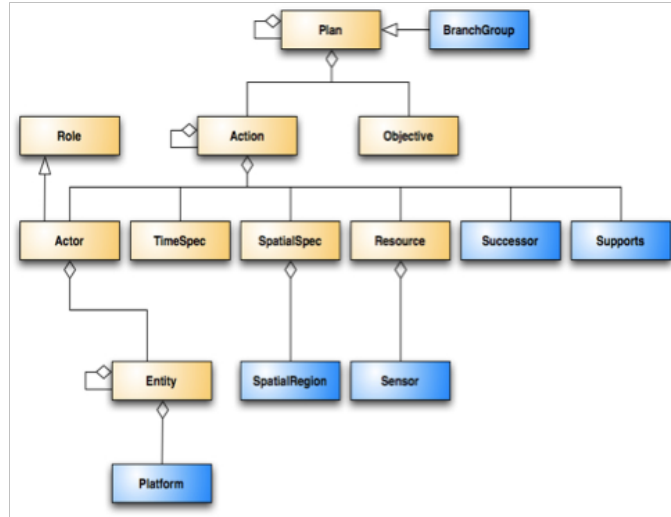 Plan
BranchGroup
Role
Action
Objective
Actor
TimeSpec
SpatialSpec
Resource
Successor
Supports
Entity
SpatialRegion
Sensor
Platform